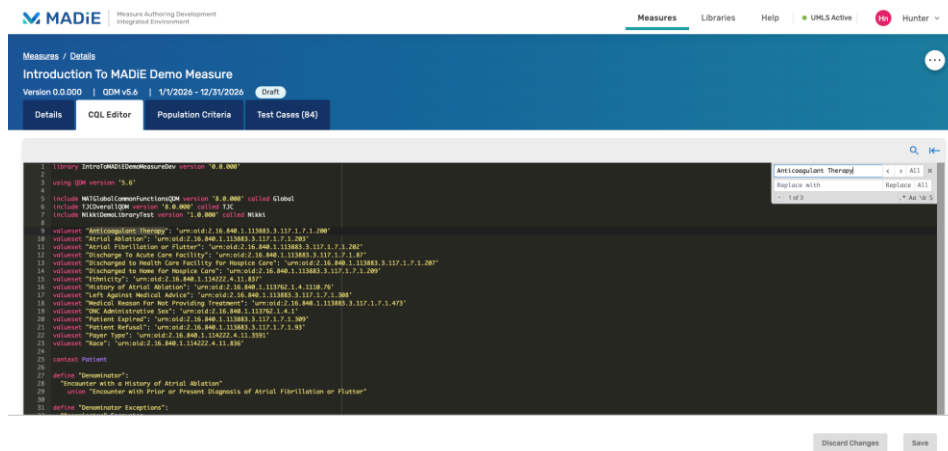 MADiE Measure Authoring Development Integrated Environment
Measures Libraries Help UMLS Active Hn Hunter
Measures / Details
Introduction To MADiE Demo Measure
Version 0.0.000 | QDM v5.6 | 1/1/2026 - 12/31/2026 Draft
Details CQL Editor Population Criteria Test Cases (84)
Anticoagulant Therapy < > All ×
Replace with Replace All
- 1 of 3 .* Aa \b S
1 library IntroToMADiEDemoMeasureDev version '0.0.000'
2
3 using QDM version '5.6'
4
5 include MATGlobalCommonFunctionsQDM version '8.0.000' called Global
6 include TJCOverallQDM version '8.0.000' called TJC
7 include NikkiDemoLibraryTest version '1.0.000' called Nikki
8
9 valueset "Anticoagulant Therapy": 'urn:oid:2.16.840.1.113883.3.117.1.7.1.200'
10 valueset "Atrial Ablation": 'urn:oid:2.16.840.1.113883.3.117.1.7.1.203'
11 valueset "Atrial Fibrillation or Flutter": 'urn:oid:2.16.840.1.113883.3.117.1.7.1.202'
12 valueset "Discharge To Acute Care Facility": 'urn:oid:2.16.840.1.113883.3.117.1.7.1.87'
13 valueset "Discharged to Health Care Facility for Hospice Care": 'urn:oid:2.16.840.1.113883.3.117.1.7.1.207'
14 valueset "Discharged to Home for Hospice Care": 'urn:oid:2.16.840.1.113883.3.117.1.7.1.209'
15 valueset "Ethnicity": 'urn:oid:2.16.840.1.114222.4.11.837'
16 valueset "History of Atrial Ablation": 'urn:oid:2.16.840.1.113762.1.4.1110.76'
17 valueset "Left Against Medical Advice": 'urn:oid:2.16.840.1.113883.3.117.1.7.1.308'
18 valueset "Medical Reason For Not Providing Treatment": 'urn:oid:2.16.840.1.113883.3.117.1.7.1.473'
19 valueset "ONC Administrative Sex": 'urn:oid:2.16.840.1.113762.1.4.1'
20 valueset "Patient Expired": 'urn:oid:2.16.840.1.113883.3.117.1.7.1.309'
21 valueset "Patient Refusal": 'urn:oid:2.16.840.1.113883.3.117.1.7.1.93'
22 valueset "Payer Type": 'urn:oid:2.16.840.1.114222.4.11.3591'
23 valueset "Race": 'urn:oid:2.16.840.1.114222.4.11.836'
24
25 context Patient
26
27 define "Denominator":
28 "Encounter with a History of Atrial Ablation"
29 union "Encounter with Prior or Present Diagnosis of Atrial Fibrillation or Flutter"
30
31 define "Denominator Exceptions":
Discard Changes Save